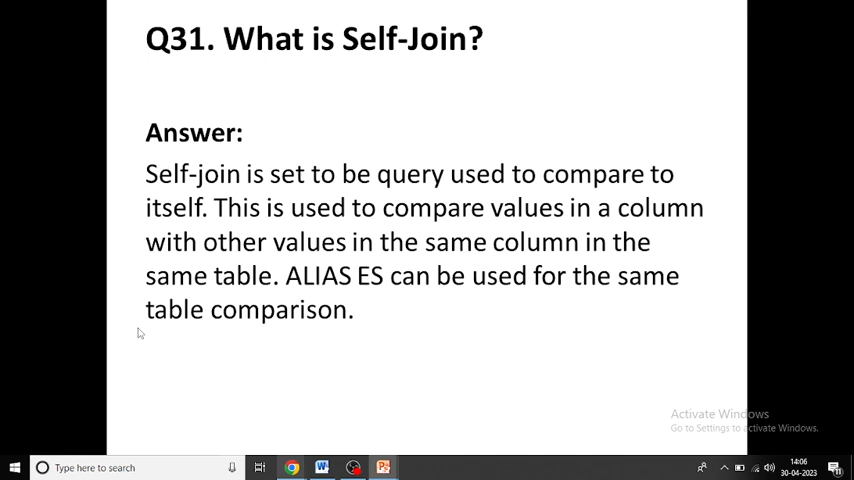 Q31. What is Self-Join?
Answer:
Self-join is set to be query used to compare to
itself. This is used to compare values in a column
with other values in the same column in the
same table. ALIAS ES can be used for the same
table comparison.
Activate Windows
Go to Settings to activate Windows.
Type here to search
14:06
30-04-2023